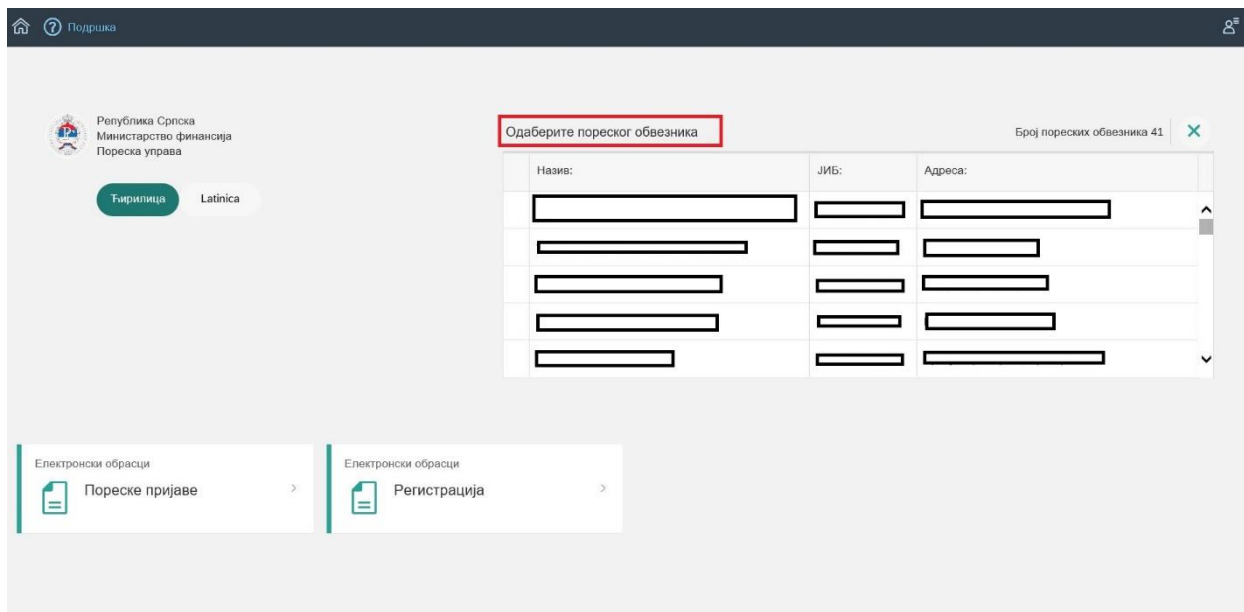 Подршка
Република Српска
Министарство финансија
Пореска управа
Ћирилица
Latinica
Одаберите пореског обвезника
Број пореских обвезника 41
Назив:
ЈИБ:
Адреса:
Електронски обрасци
Пореске пријаве
Електронски обрасци
Регистрација